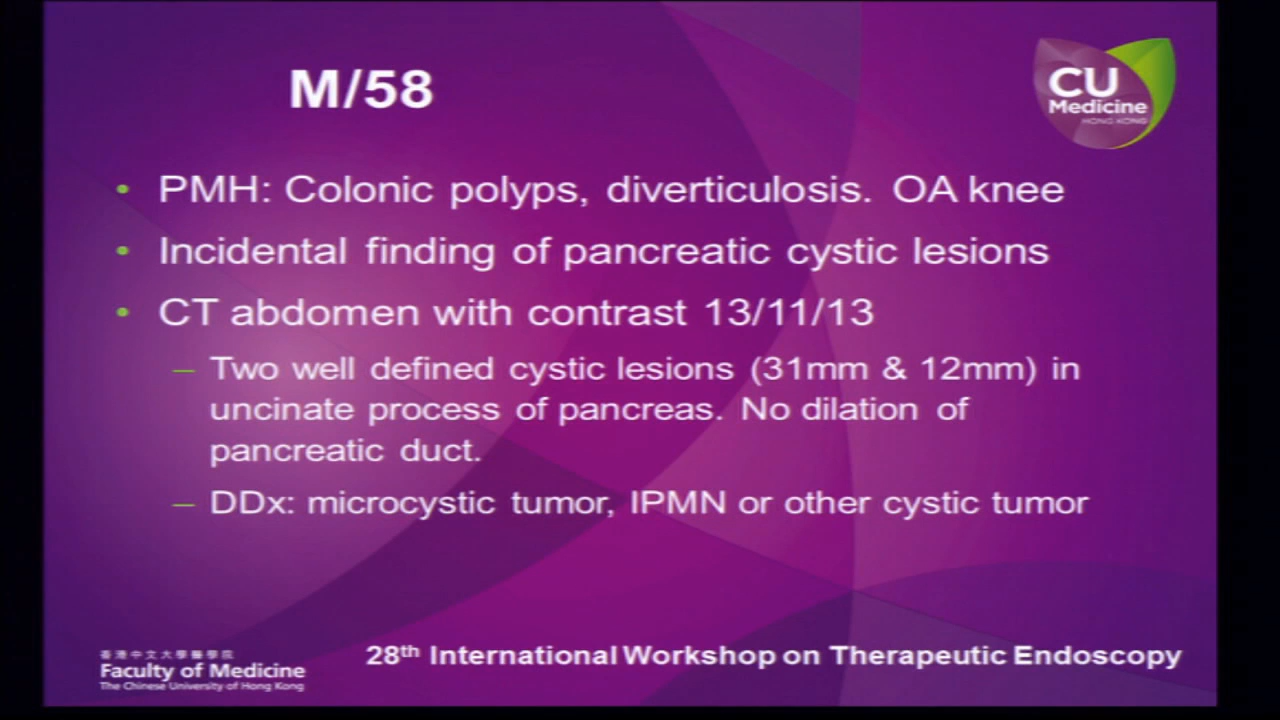 M/58
CU
Medicine
HONG KONG
• PMH: Colonic polyps, diverticulosis. OA knee
• Incidental finding of pancreatic cystic lesions
• CT abdomen with contrast 13/11/13
– Two well defined cystic lesions (31mm & 12mm) in
uncinate process of pancreas. No dilation of
pancreatic duct.
– DDx: microcystic tumor, IPMN or other cystic tumor
香港中文大學醫學院
Faculty of Medicine
The Chinese University of Hong Kong
28th International Workshop on Therapeutic Endoscopy